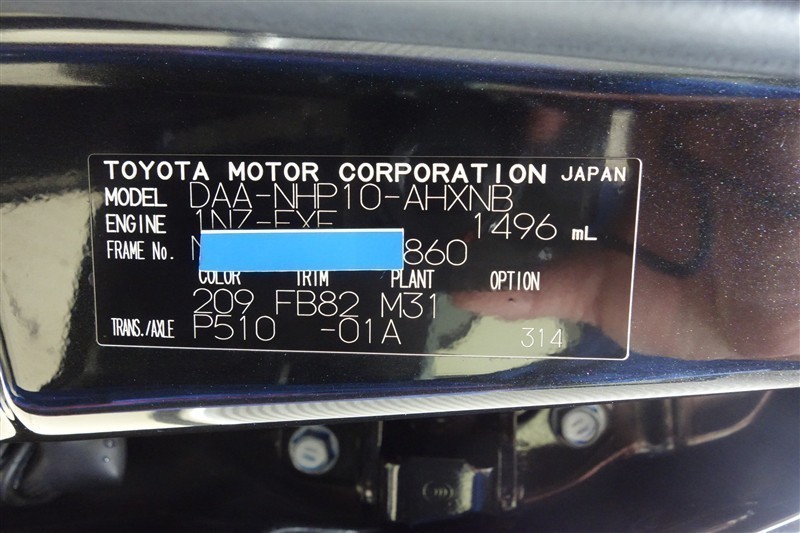 TOYOTA MOTOR CORPORATION JAPAN
MODEL DAA-NHP10-AHXNB
ENGINE 1NZ-FXE 1496 mL
FRAME No. N 860
COLOR TRIM PLANT OPTION
209 FB82 M31
TRANS./AXLE P510 -01A 314